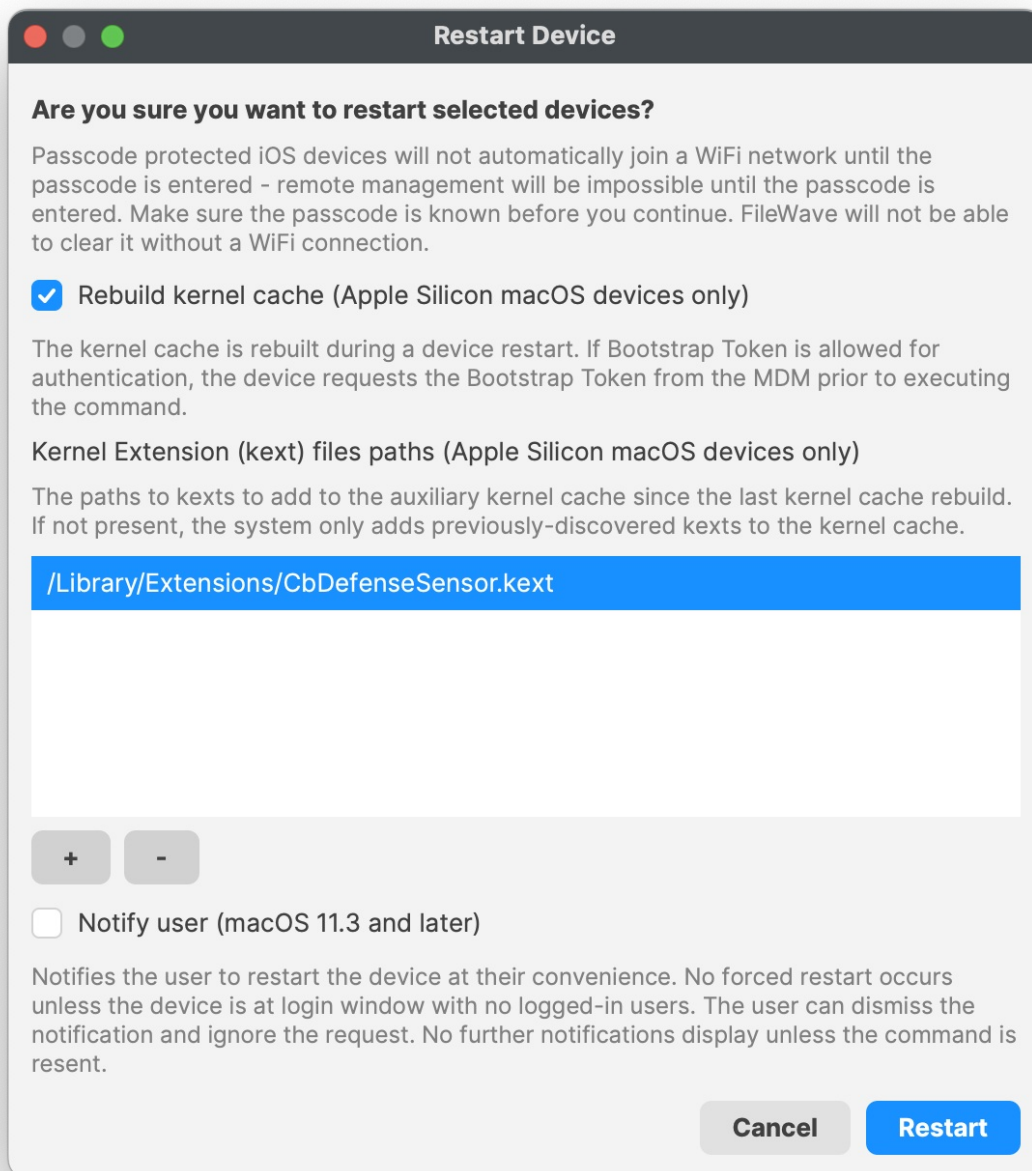 Restart Device
Are you sure you want to restart selected devices?
Passcode protected iOS devices will not automatically join a WiFi network until the
passcode is entered - remote management will be impossible until the passcode is
entered. Make sure the passcode is known before you continue. FileWave will not be able
to clear it without a WiFi connection.
Rebuild kernel cache (Apple Silicon macOS devices only)
The kernel cache is rebuilt during a device restart. If Bootstrap Token is allowed for
authentication, the device requests the Bootstrap Token from the MDM prior to executing
the command.
Kernel Extension (kext) files paths (Apple Silicon macOS devices only)
The paths to kexts to add to the auxiliary kernel cache since the last kernel cache rebuild.
If not present, the system only adds previously-discovered kexts to the kernel cache.
/Library/Extensions/CbDefenseSensor.kext
+ -
Notify user (macOS 11.3 and later)
Notifies the user to restart the device at their convenience. No forced restart occurs
unless the device is at login window with no logged-in users. The user can dismiss the
notification and ignore the request. No further notifications display unless the command is
resent.
Cancel Restart